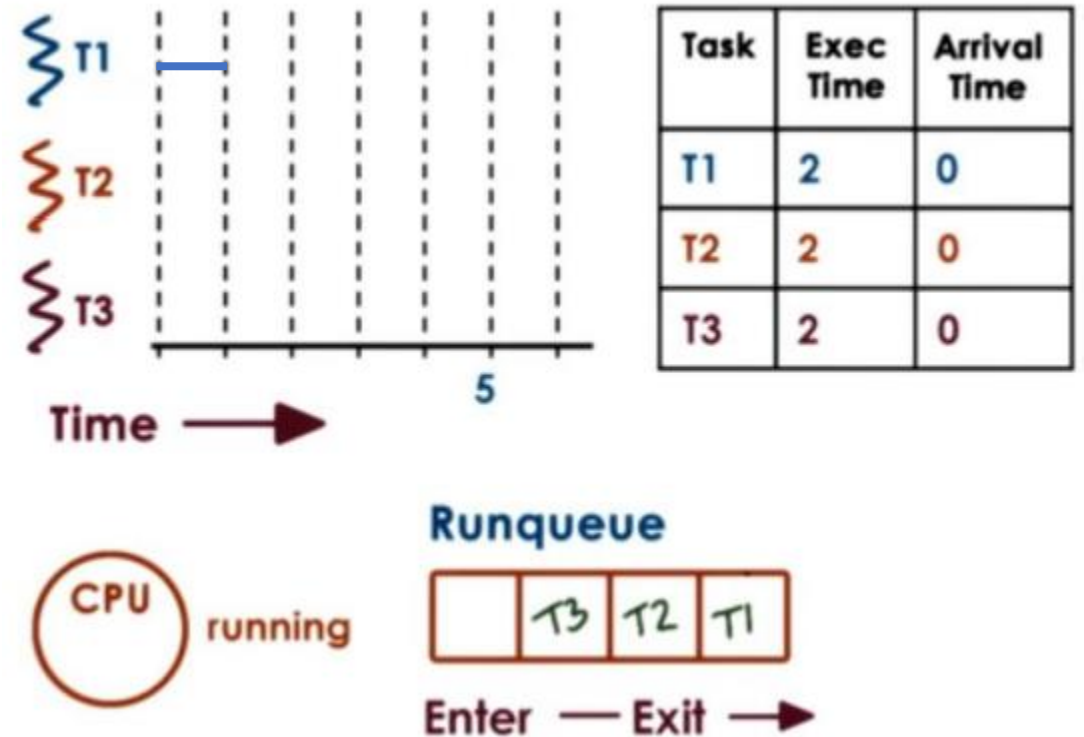 T1
T2
T3
5
Time
Task Exec Time Arrival Time
T1 2 0
T2 2 0
T3 2 0
CPU
running
Runqueue
T3 T2 T1
Enter — Exit